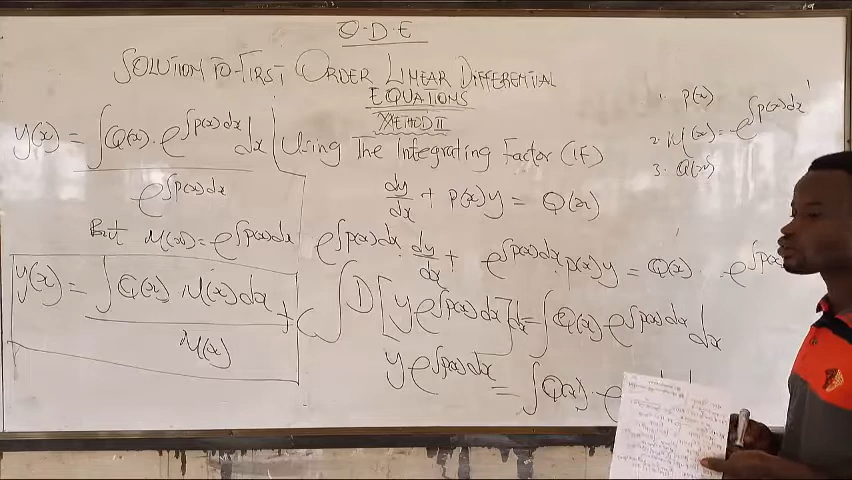 O.D.E
SOLUTION TO FIRST ORDER LINEAR DIFFERENTIAL
EQUATIONS
METHOD II
Using The Integrating Factor (IF)
y(x) = ∫Q(x). e^∫p(x)dx dx
e^∫p(x)dx
But M(x) = e^∫p(x)dx
y(x) = ∫Q(x) M(x)dx + c
M(x)
dy/dx + p(x)y = Q(x)
e^∫p(x)dx . dy/dx + e^∫p(x)dx . p(x)y = Q(x) . e^∫p(x)
∫D[y e^∫p(x)dx]dx = ∫Q(x) e^∫p(x)dx dx
y e^∫p(x)dx = ∫Q(x) . e
1. p(x)
2. M(x) = e^∫p(x)dx
3. Q(x)